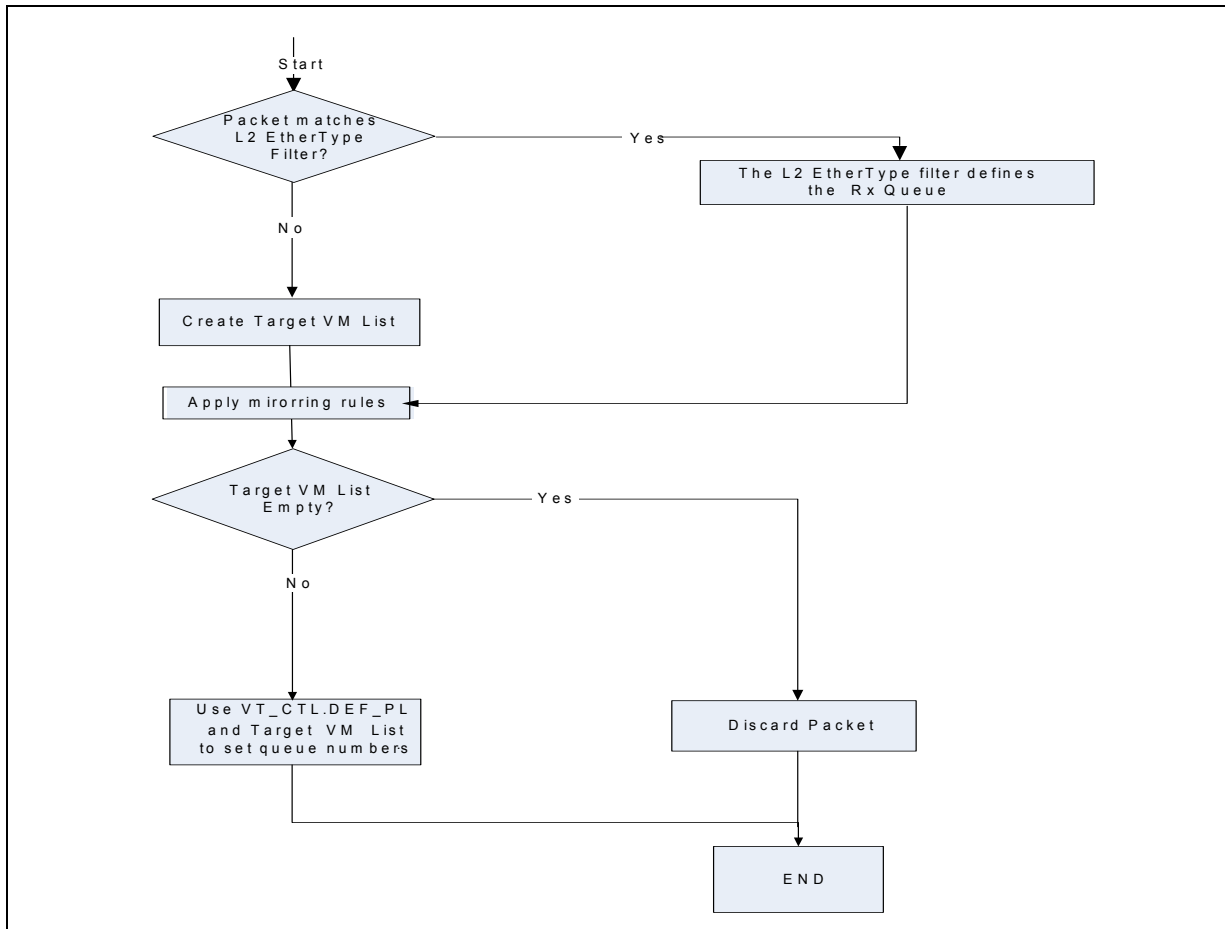 Start
Packet matches
L2 EtherType
Filter?
Yes
The L2 EtherType filter defines
the Rx Queue
No
Create Target VM List
Apply mirorring rules
Target VM List
Empty?
Yes
No
Use VT_CTL.DEF_PL
and Target VM List
to set queue numbers
Discard Packet
END